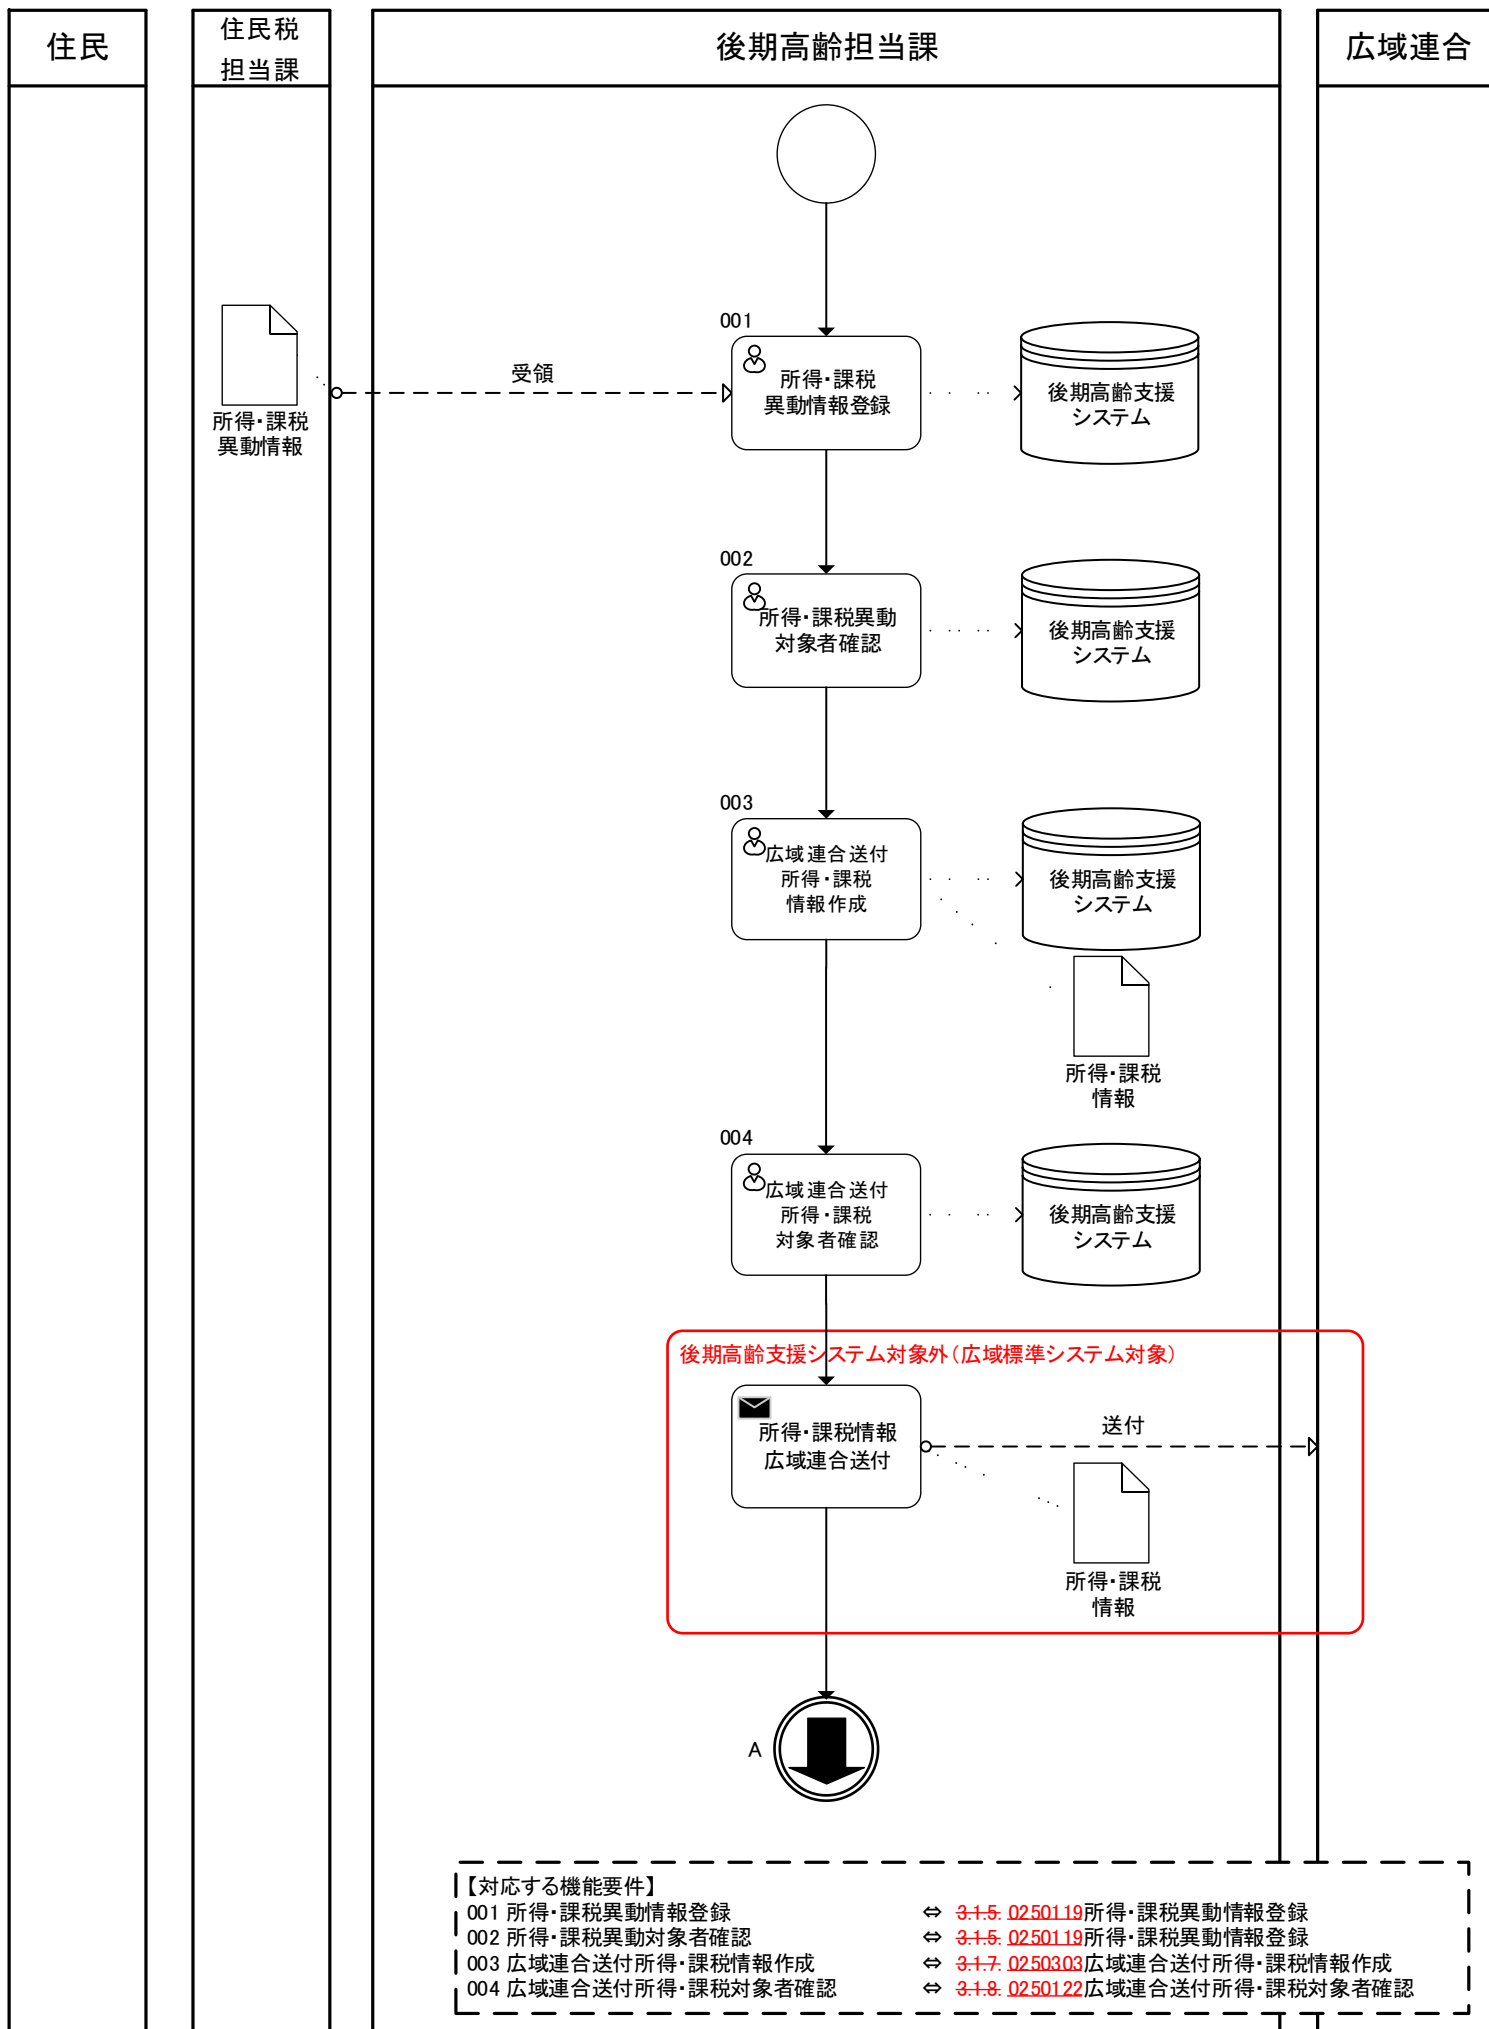 住民
住民税
担当課
後期高齢担当課
広域連合
001
所得・課税
異動情報登録
後期高齢支援
システム
受領
所得・課税
異動情報
002
所得・課税異動
対象者確認
後期高齢支援
システム
003
広域連合送付
所得・課税
情報作成
後期高齢支援
システム
所得・課税
情報
004
広域連合送付
所得・課税
対象者確認
後期高齢支援
システム
後期高齢支援システム対象外（広域標準システム対象）
所得・課税情報
広域連合送付
送付
所得・課税
情報
A
【対応する機能要件】
001 所得・課税異動情報登録 ⇔ 3.1.5. 0250119所得・課税異動情報登録
002 所得・課税異動対象者確認 ⇔ 3.1.5. 0250119所得・課税異動情報登録
003 広域連合送付所得・課税情報作成 ⇔ 3.1.7. 0250303広域連合送付所得・課税情報作成
004 広域連合送付所得・課税対象者確認 ⇔ 3.1.8. 0250122広域連合送付所得・課税対象者確認